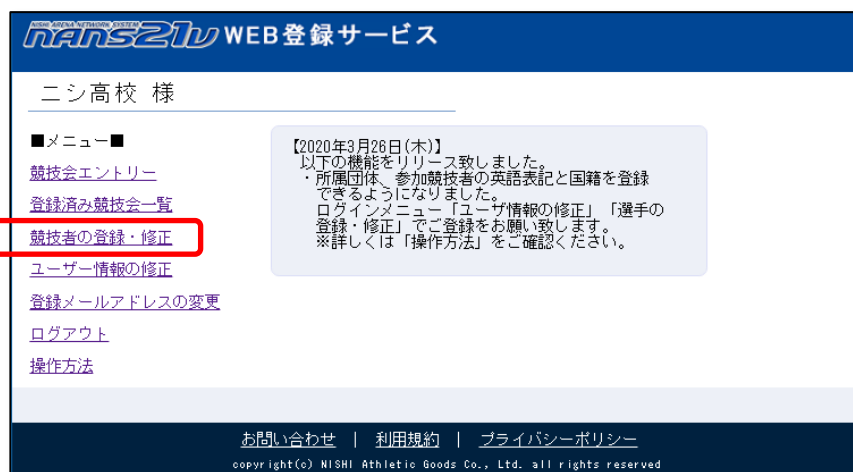 NISHI ARENA NETWORK SYSTEM
NANS21V WEB登録サービス
ニシ高校 様
■メニュー■
競技会エントリー
登録済み競技会一覧
競技者の登録・修正
ユーザー情報の修正
登録メールアドレスの変更
ログアウト
操作方法
【2020年3月26日(木)】
以下の機能をリリース致しました。
・所属団体、参加競技者の英語表記と国籍を登録
できるようになりました。
ログインメニュー「ユーザ情報の修正」「選手の
登録・修正」でご登録をお願い致します。
※詳しくは「操作方法」をご確認ください。
お問い合わせ | 利用規約 | プライバシーポリシー
copyright(c) NISHI Athletic Goods Co., Ltd. all rights reserved